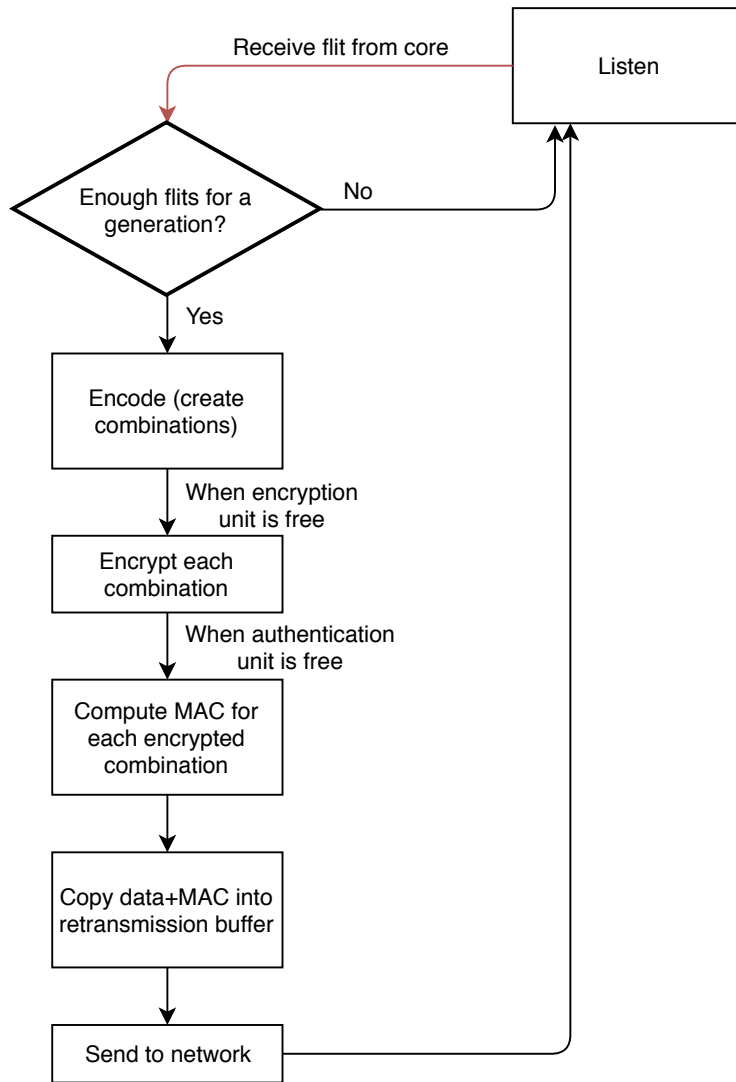 Receive flit from core
Listen
Enough flits for a
generation?
No
Yes
Encode (create
combinations)
When encryption
unit is free
Encrypt each
combination
When authentication
unit is free
Compute MAC for
each encrypted
combination
Copy data+MAC into
retransmission buffer
Send to network